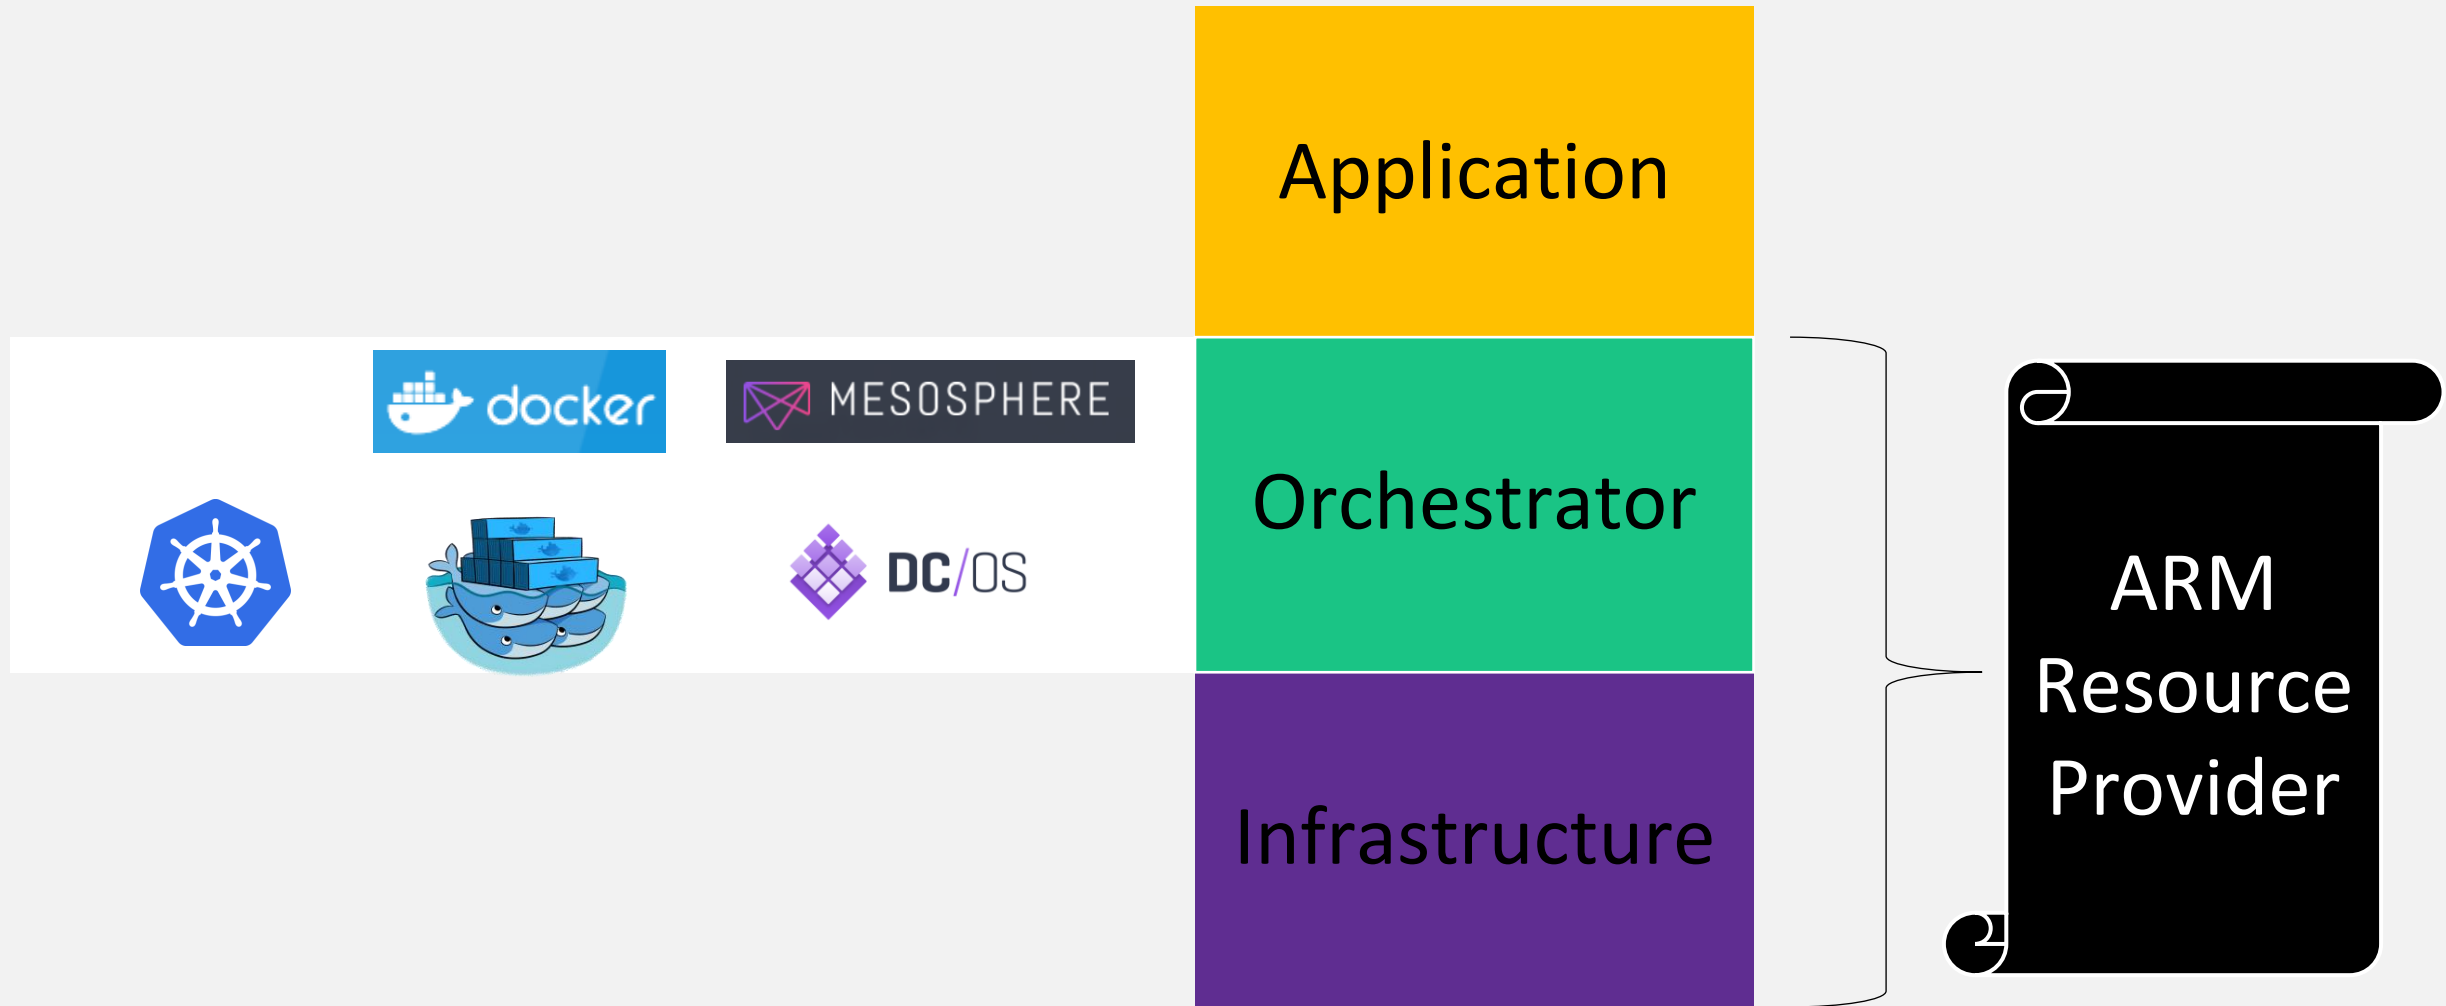 Application
docker
MESOSPHERE
DC/OS
Orchestrator
Infrastructure
ARM
Resource
Provider